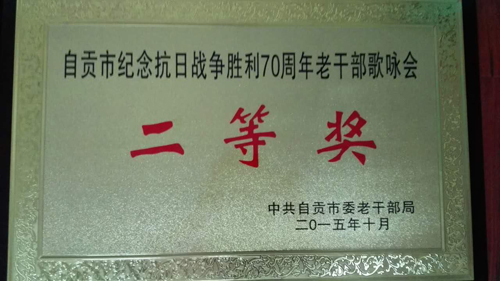 自贡市纪念抗日战争胜利70周年老干部歌咏会
二等奖
中共自贡市委老干部局
二〇一五年十月